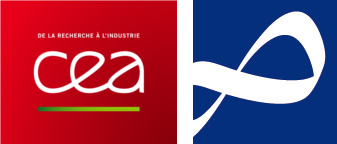 DE LA RECHERCHE À L'INDUSTRIE
cea